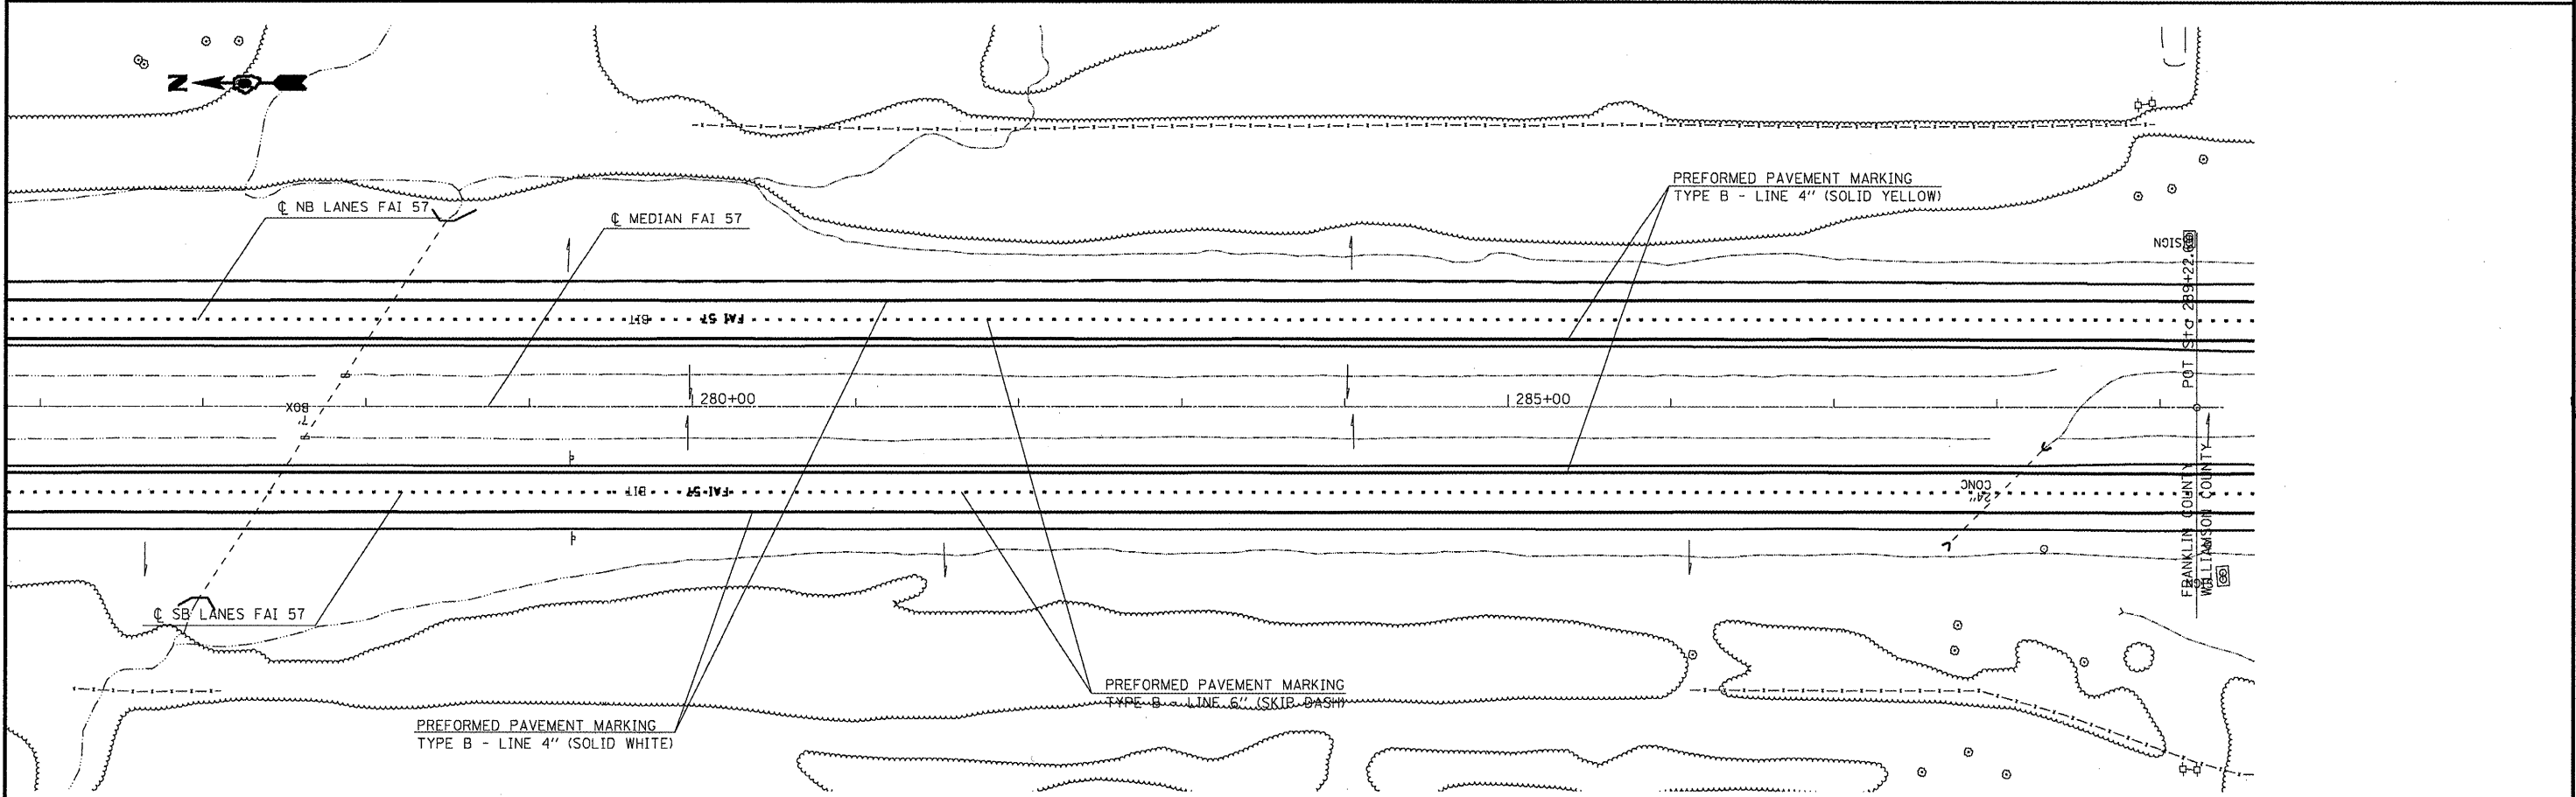 N
PREFORMED PAVEMENT MARKING
TYPE B - LINE 4" (SOLID YELLOW)
℄ NB LANES FAI 57
℄ MEDIAN FAI 57
SIGN
POT Sta 289+22.
BIT
FAI 57
280+00
285+00
BOX
7'
BIT
FAI 57
24"
CONC
FRANKLIN COUNTY
WILLIAMSON COUNTY
℄ SB LANES FAI 57
PREFORMED PAVEMENT MARKING
TYPE B - LINE 6" (SKIP DASH)
PREFORMED PAVEMENT MARKING
TYPE B - LINE 4" (SOLID WHITE)